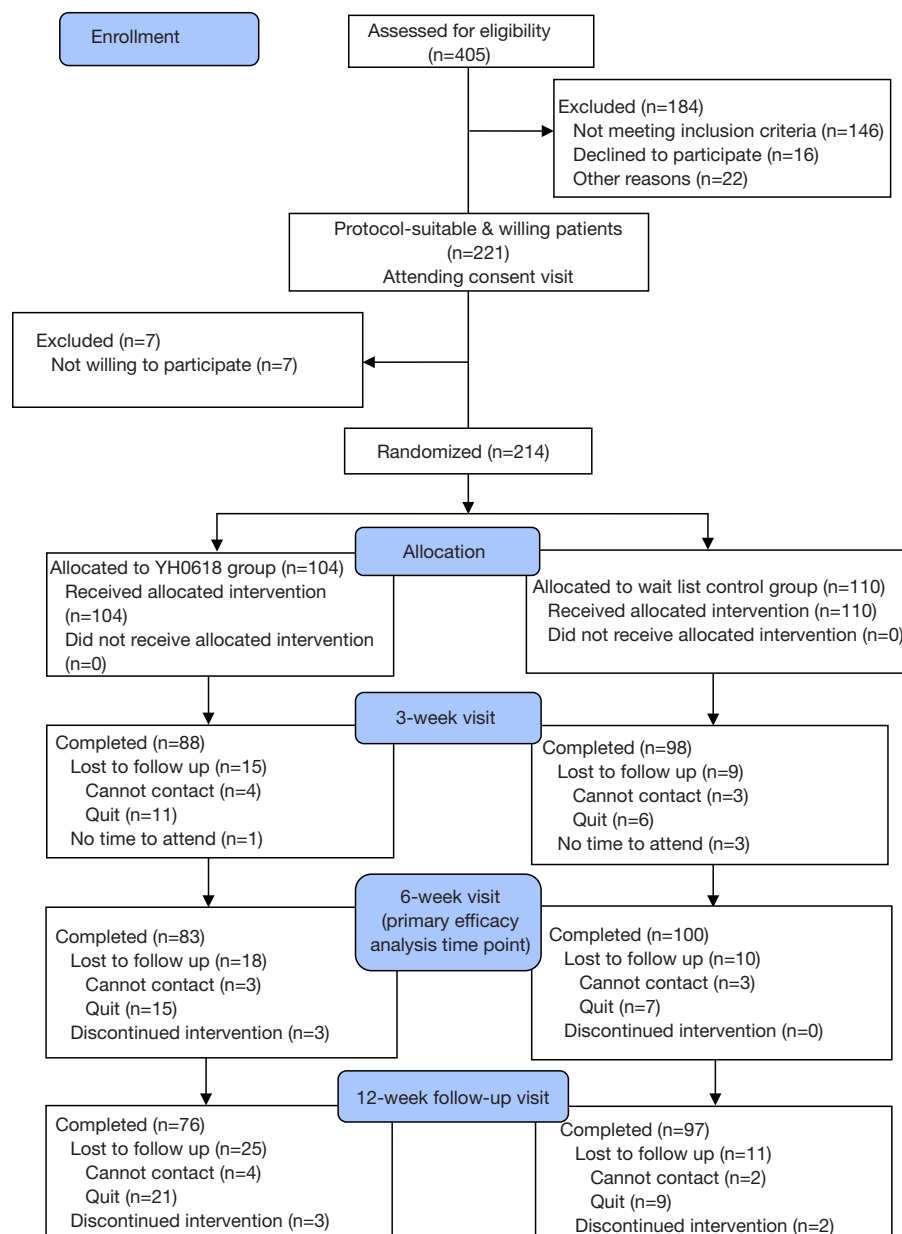 Enrollment
Assessed for eligibility
(n=405)
Excluded (n=184)
Not meeting inclusion criteria (n=146)
Declined to participate (n=16)
Other reasons (n=22)
Protocol-suitable & willing patients
(n=221)
Attending consent visit
Excluded (n=7)
Not willing to participate (n=7)
Randomized (n=214)
Allocation
Allocated to YH0618 group (n=104)
Received allocated intervention
(n=104)
Did not receive allocated intervention
(n=0)
Allocated to wait list control group (n=110)
Received allocated intervention (n=110)
Did not receive allocated intervention (n=0)
3-week visit
Completed (n=88)
Lost to follow up (n=15)
Cannot contact (n=4)
Quit (n=11)
No time to attend (n=1)
Completed (n=98)
Lost to follow up (n=9)
Cannot contact (n=3)
Quit (n=6)
No time to attend (n=3)
6-week visit
(primary efficacy
analysis time point)
Completed (n=83)
Lost to follow up (n=18)
Cannot contact (n=3)
Quit (n=15)
Discontinued intervention (n=3)
Completed (n=100)
Lost to follow up (n=10)
Cannot contact (n=3)
Quit (n=7)
Discontinued intervention (n=0)
12-week follow-up visit
Completed (n=76)
Lost to follow up (n=25)
Cannot contact (n=4)
Quit (n=21)
Discontinued intervention (n=3)
Completed (n=97)
Lost to follow up (n=11)
Cannot contact (n=2)
Quit (n=9)
Discontinued intervention (n=2)